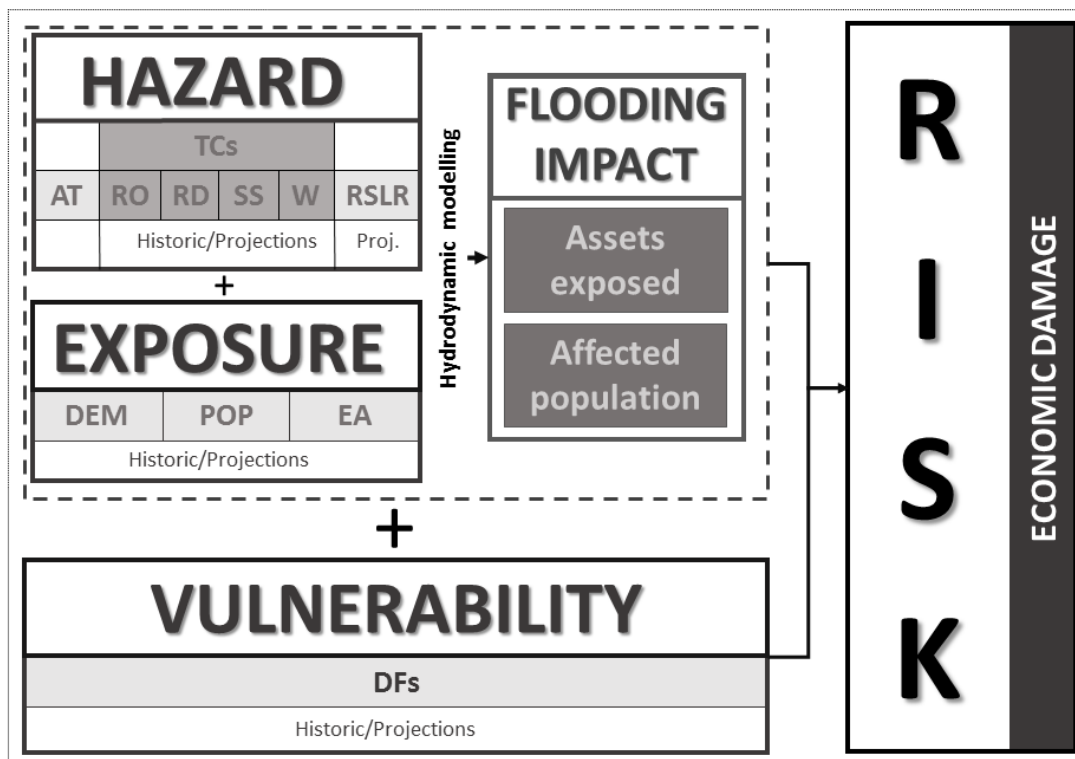 HAZARD
TCs
AT RO RD SS W RSLR
Historic/Projections Proj.
+
EXPOSURE
DEM POP EA
Historic/Projections
Hydrodynamic modelling
FLOODING
IMPACT
Assets
exposed
Affected
population
+
VULNERABILITY
DFs
Historic/Projections
RISK
ECONOMIC DAMAGE